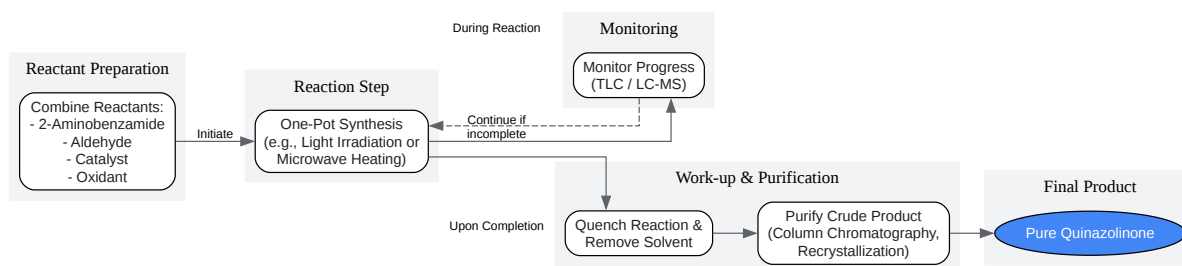 Reactant Preparation
Combine Reactants:
- 2-Aminobenzamide
- Aldehyde
- Catalyst
- Oxidant
Initiate
Reaction Step
One-Pot Synthesis
(e.g., Light Irradiation or
Microwave Heating)
During Reaction
Monitoring
Monitor Progress
(TLC / LC-MS)
Continue if
incomplete
Upon Completion
Work-up & Purification
Quench Reaction &
Remove Solvent
Purify Crude Product
(Column Chromatography,
Recrystallization)
Final Product
Pure Quinazolinone